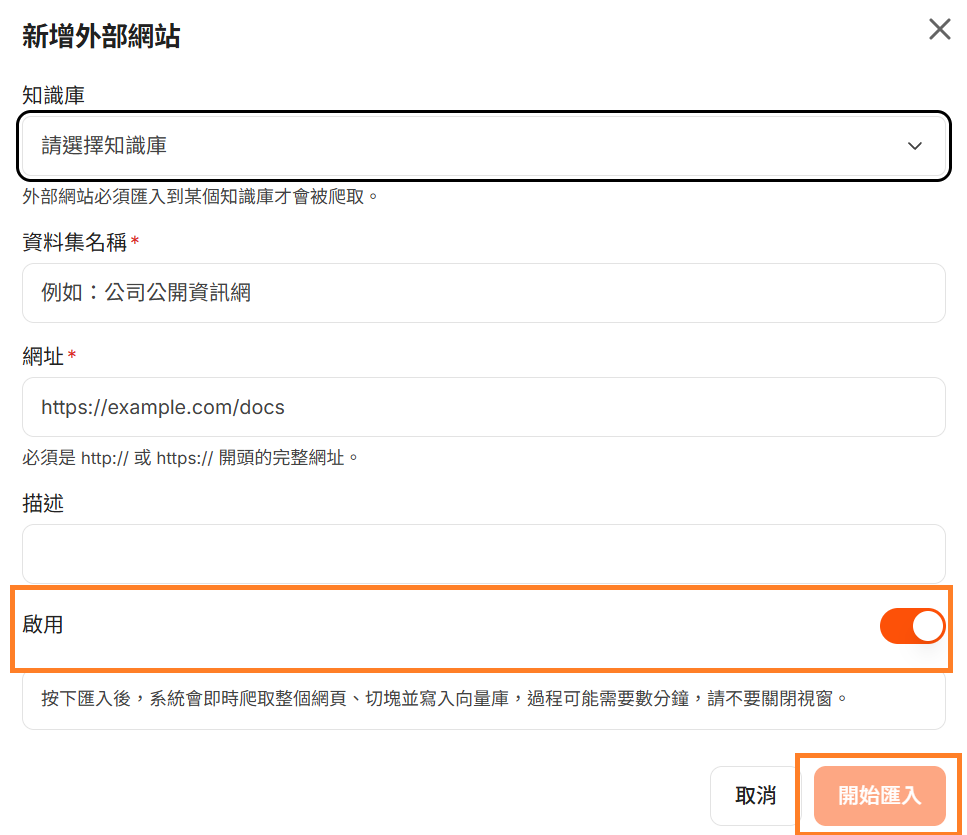 新增外部網站
知識庫
請選擇知識庫
外部網站必須匯入到某個知識庫才會被爬取。
資料集名稱*
例如：公司公開資訊網
網址*
https://example.com/docs
必須是 http:// 或 https:// 開頭的完整網址。
描述
啟用
按下匯入後，系統會即時爬取整個網頁、切塊並寫入向量庫，過程可能需要數分鐘，請不要關閉視窗。
取消
開始匯入